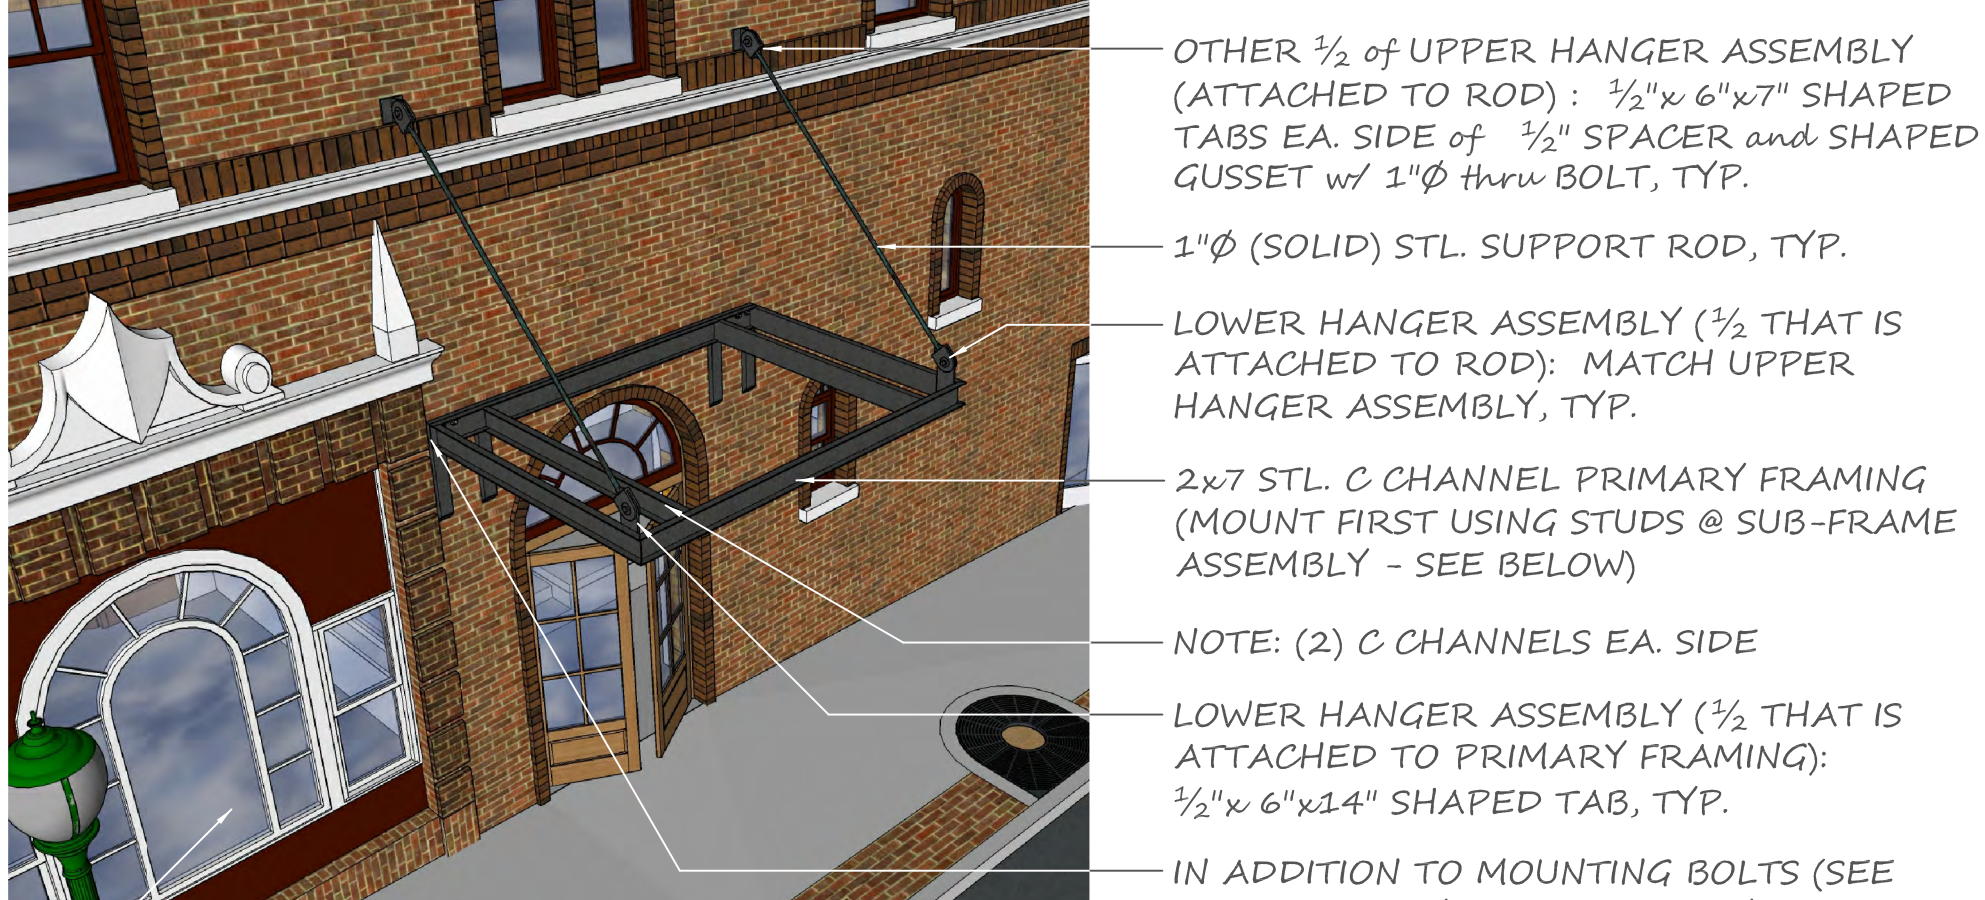 OTHER 1/2 of UPPER HANGER ASSEMBLY
(ATTACHED TO ROD) : 1/2"x 6"x7" SHAPED
TABS EA. SIDE of 1/2" SPACER and SHAPED
GUSSET w/ 1"Ø thru BOLT, TYP.
1"Ø (SOLID) STL. SUPPORT ROD, TYP.
LOWER HANGER ASSEMBLY (1/2 THAT IS
ATTACHED TO ROD): MATCH UPPER
HANGER ASSEMBLY, TYP.
2x7 STL. C CHANNEL PRIMARY FRAMING
(MOUNT FIRST USING STUDS @ SUB-FRAME
ASSEMBLY - SEE BELOW)
NOTE: (2) C CHANNELS EA. SIDE
LOWER HANGER ASSEMBLY (1/2 THAT IS
ATTACHED TO PRIMARY FRAMING):
1/2"x 6"x14" SHAPED TAB, TYP.
IN ADDITION TO MOUNTING BOLTS (SEE